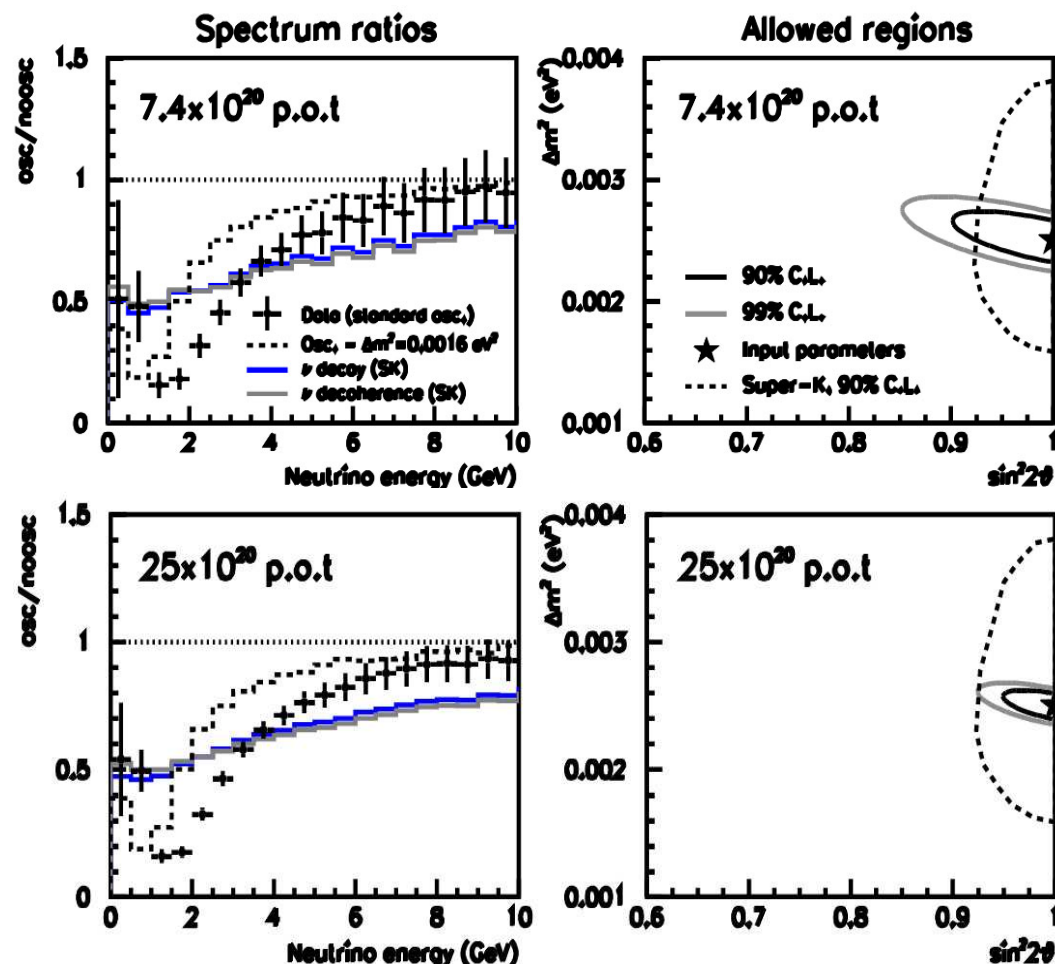 Spectrum ratios
osc/noosc
1.5
1
0.5
0
7.4x10²⁰ p.o.t
Data (standard osc.)
Osc. - Δm²=0.0016 eV²
ν decay (SK)
ν decoherence (SK)
0 2 4 6 8 10
Neutrino energy (GeV)
Allowed regions
Δm² (eV²)
0.004
0.003
0.002
0.001
7.4x10²⁰ p.o.t
90% C.L.
99% C.L.
Input parameters
Super-K, 90% C.L.
0.6 0.7 0.8 0.9 1
sin²2ϑ
osc/noosc
1.5
1
0.5
0
25x10²⁰ p.o.t
0 2 4 6 8 10
Neutrino energy (GeV)
Δm² (eV²)
0.004
0.003
0.002
0.001
25x10²⁰ p.o.t
0.6 0.7 0.8 0.9 1
sin²2ϑ